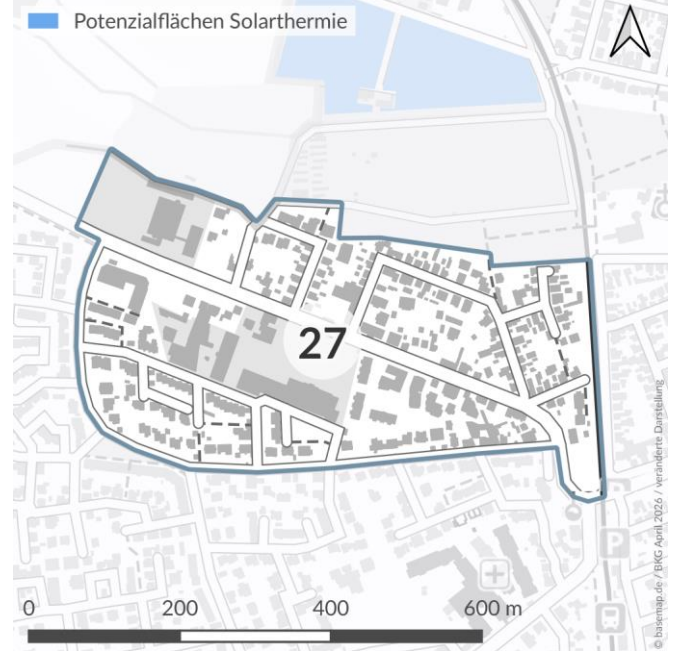 Potenzialflächen Solarthermie
27
0 200 400 600 m
© basemap.de / BKG April 2026 / veränderte Darstellung
P